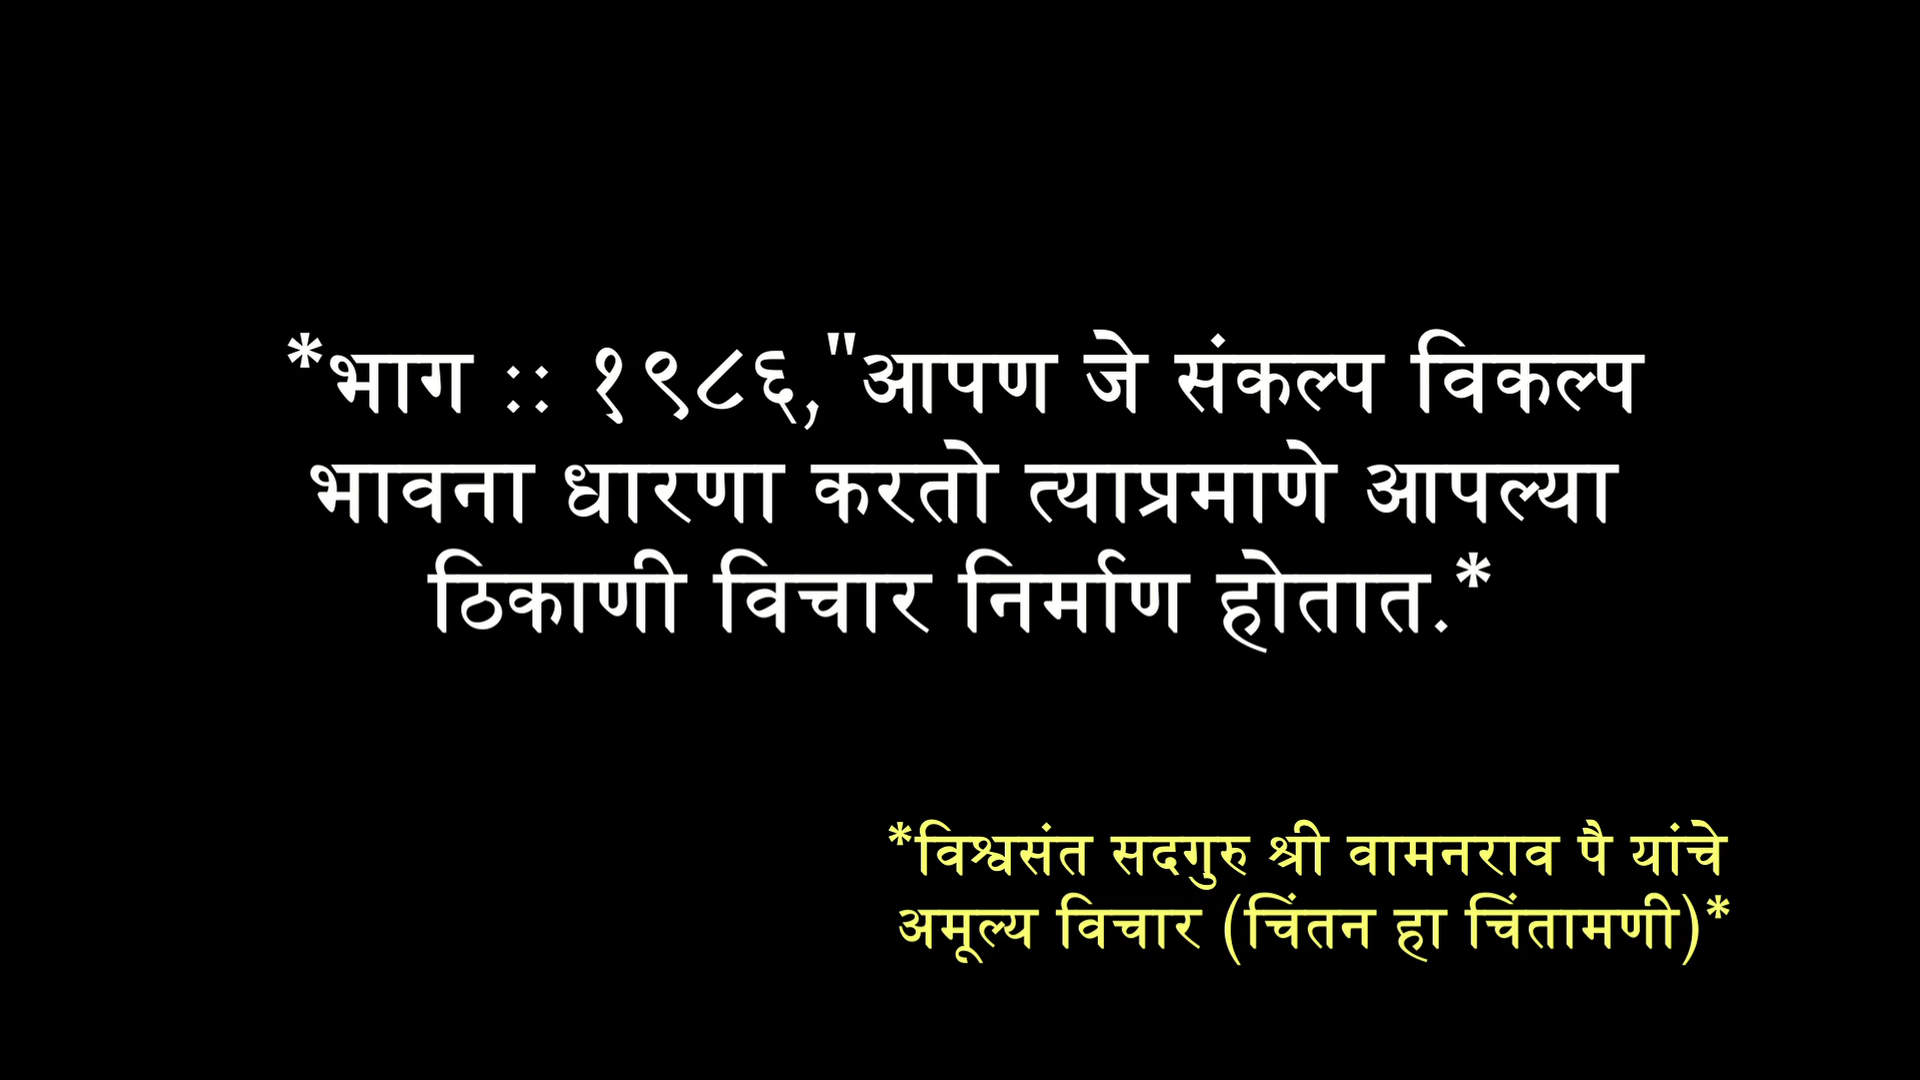 *भाग :: १९८६,"आपण जे संकल्प विकल्प
भावना धारणा करतो त्याप्रमाणे आपल्या
ठिकाणी विचार निर्माण होतात.*
*विश्वसंत सदगुरु श्री वामनराव पै यांचे
अमूल्य विचार (चिंतन हा चिंतामणी)*